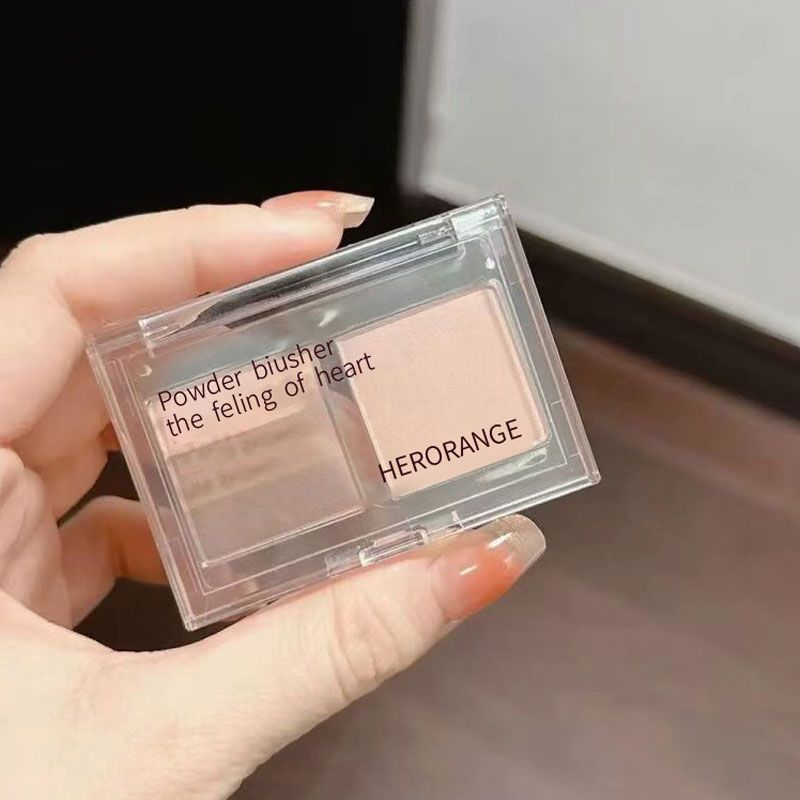 Powder biusher
the feling of heart
HERORANGE